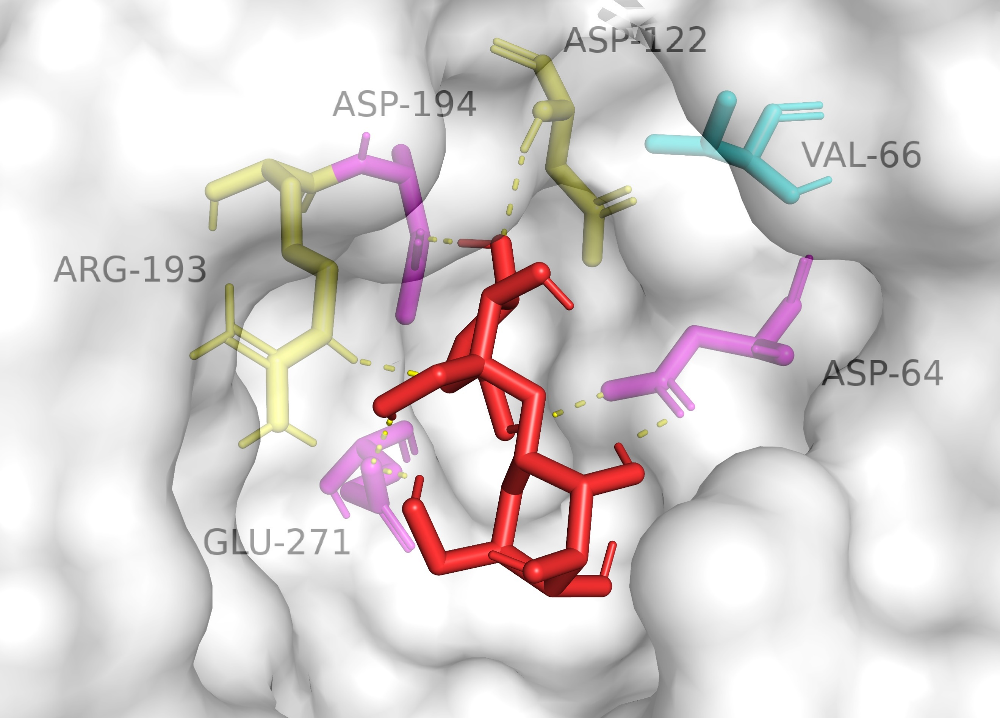 ASP-122
ASP-194
VAL-66
ARG-193
ASP-64
GLU-271